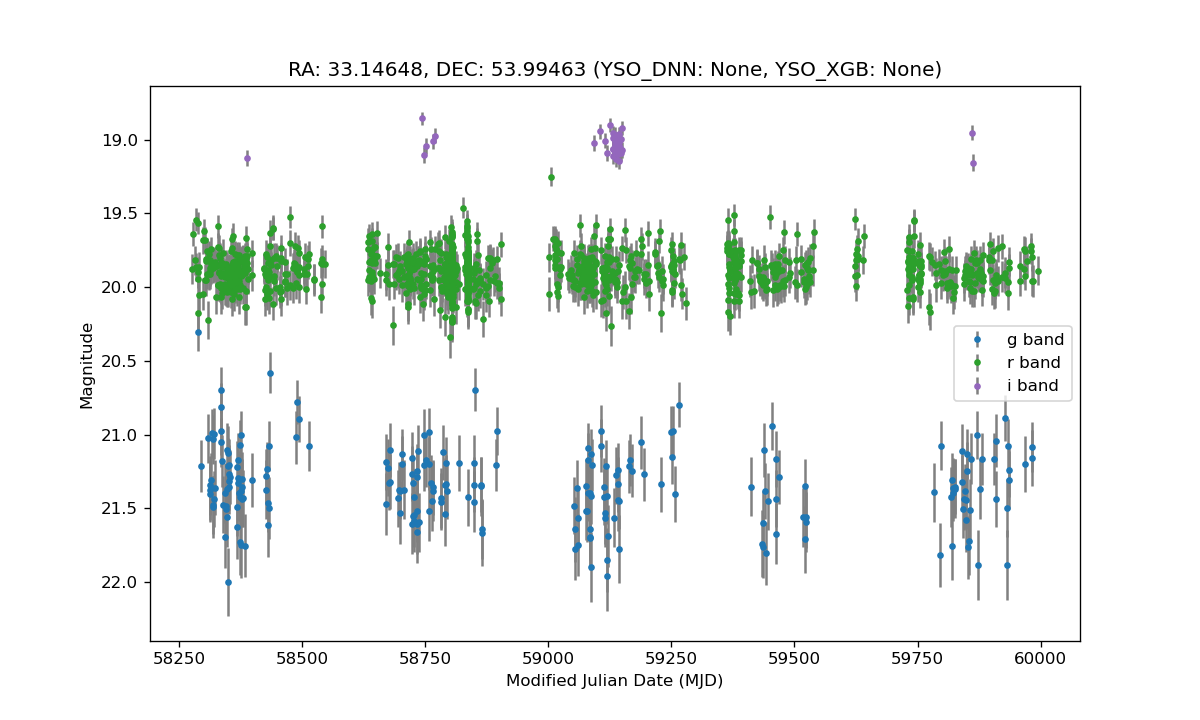 RA: 33.14648, DEC: 53.99463 (YSO_DNN: None, YSO_XGB: None)
19.0
19.5
20.0
20.5
21.0
21.5
22.0
Magnitude
g band
r band
i band
58250 58500 58750 59000 59250 59500 59750 60000
Modified Julian Date (MJD)